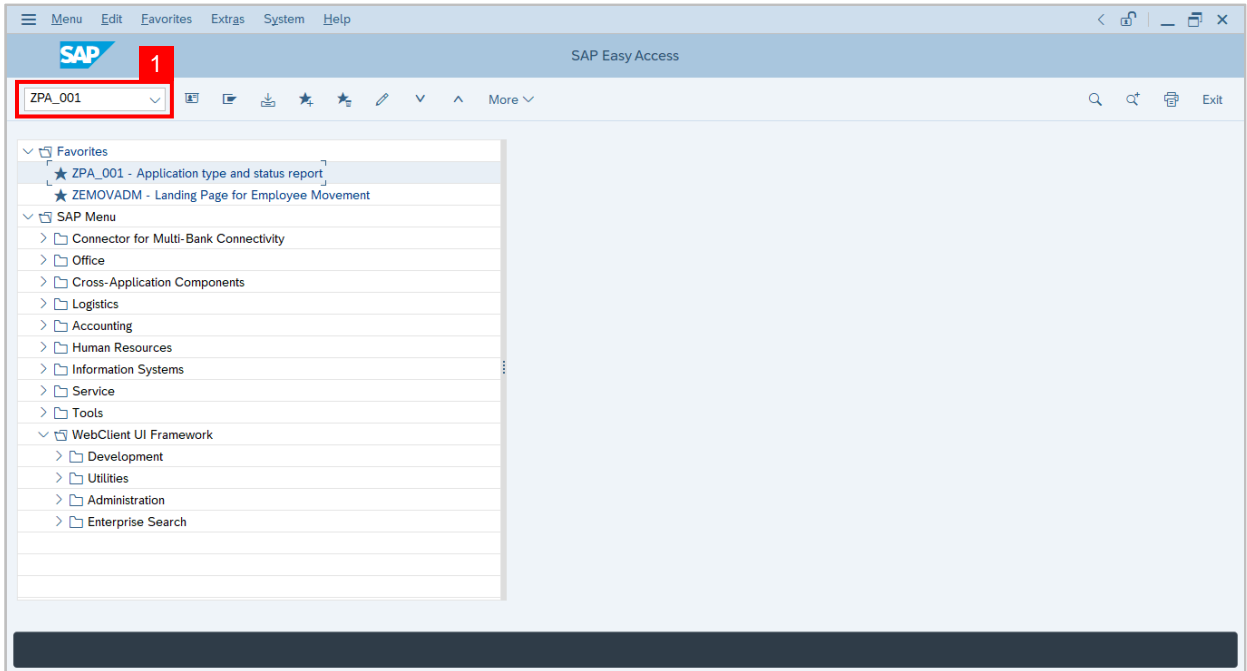 Menu Edit Favorites Extras System Help
SAP
SAP Easy Access
1
ZPA_001 More Exit
Favorites
ZPA_001 - Application type and status report
ZEMOVADM - Landing Page for Employee Movement
SAP Menu
Connector for Multi-Bank Connectivity
Office
Cross-Application Components
Logistics
Accounting
Human Resources
Information Systems
Service
Tools
WebClient UI Framework
Development
Utilities
Administration
Enterprise Search